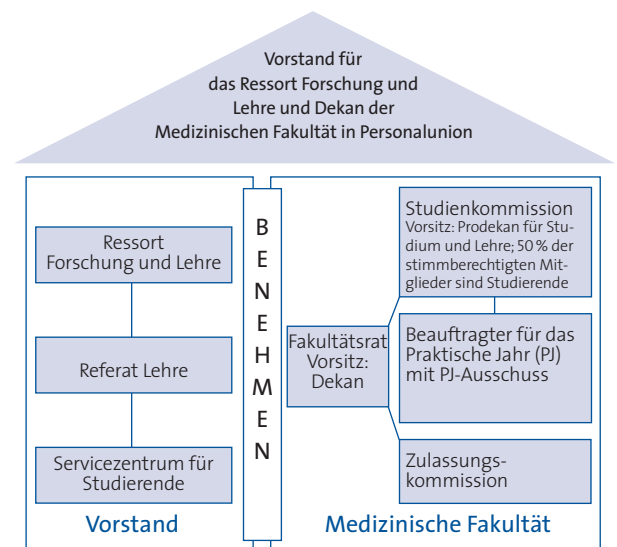 Vorstand für
das Ressort Forschung und
Lehre und Dekan der
Medizinischen Fakultät in Personalunion
Ressort
Forschung und Lehre
Referat Lehre
Servicezentrum für
Studierende
Vorstand
B
E
N
E
H
M
E
N
Fakultätsrat
Vorsitz:
Dekan
Studienkommission
Vorsitz: Prodekan für Stu-
dium und Lehre; 50 % der
stimmberechtigten Mit-
glieder sind Studierende
Beauftragter für das
Praktische Jahr (PJ)
mit PJ-Ausschuss
Zulassungs-
kommission
Medizinische Fakultät